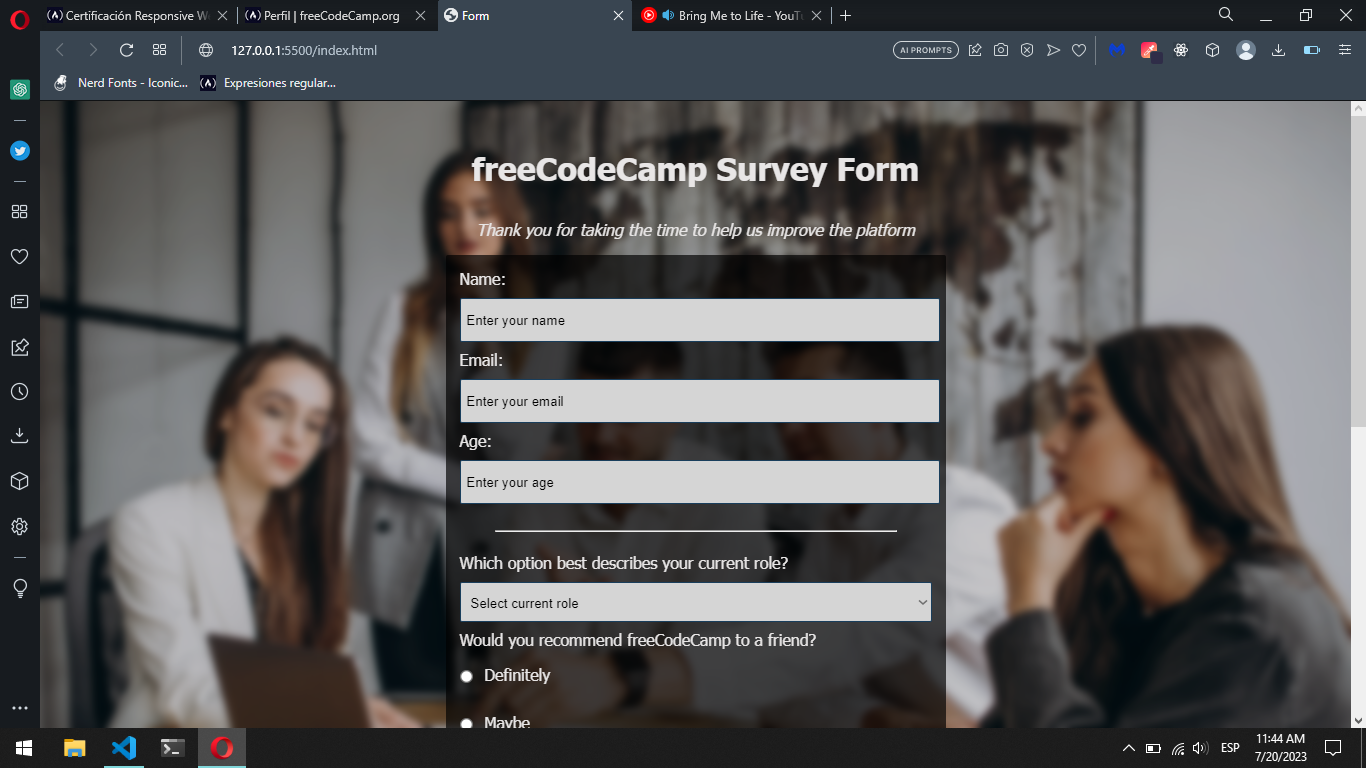 Certificación Responsive W
Perfil | freeCodeCamp.org
Form
Bring Me to Life - YouTu
127.0.0.1:5500/index.html
AI PROMPTS
Nerd Fonts - Iconic...
Expresiones regular...
freeCodeCamp Survey Form
Thank you for taking the time to help us improve the platform
Name:
Enter your name
Email:
Enter your email
Age:
Enter your age
Which option best describes your current role?
Select current role
Would you recommend freeCodeCamp to a friend?
Definitely
Maybe
ESP
11:44 AM
7/20/2023